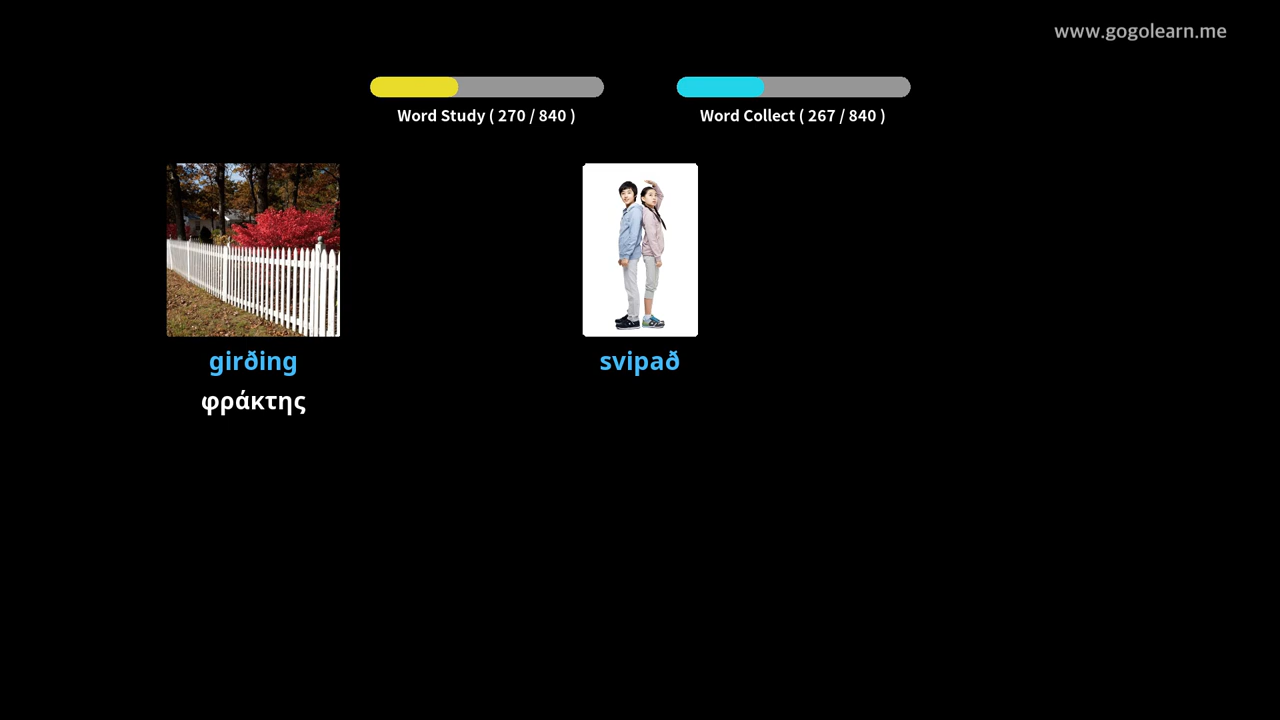 www.gogolearn.me
Word Study ( 270 / 840 )
Word Collect ( 267 / 840 )
girðing
φράκτης
svipað